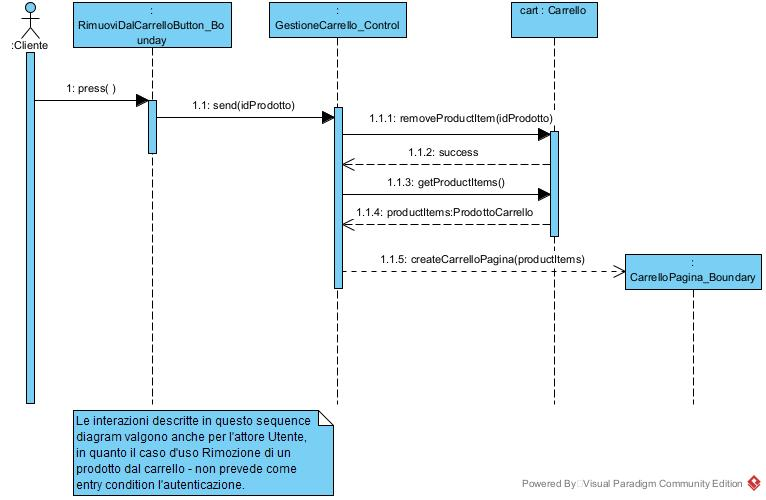 :Cliente
:
RimuoviDalCarrelloButton_Bo
unday
:
GestioneCarrello_Control
cart : Carrello
1: press( )
1.1: send(idProdotto)
1.1.1: removeProductItem(idProdotto)
1.1.2: success
1.1.3: getProductItems()
1.1.4: productItems:ProdottoCarrello
1.1.5: createCarrelloPagina(productItems)
:
CarrelloPagina_Boundary
Le interazioni descritte in questo sequence
diagram valgono anche per l'attore Utente,
in quanto il caso d'uso Rimozione di un
prodotto dal carrello - non prevede come
entry condition l'autenticazione.
Powered By Visual Paradigm Community Edition